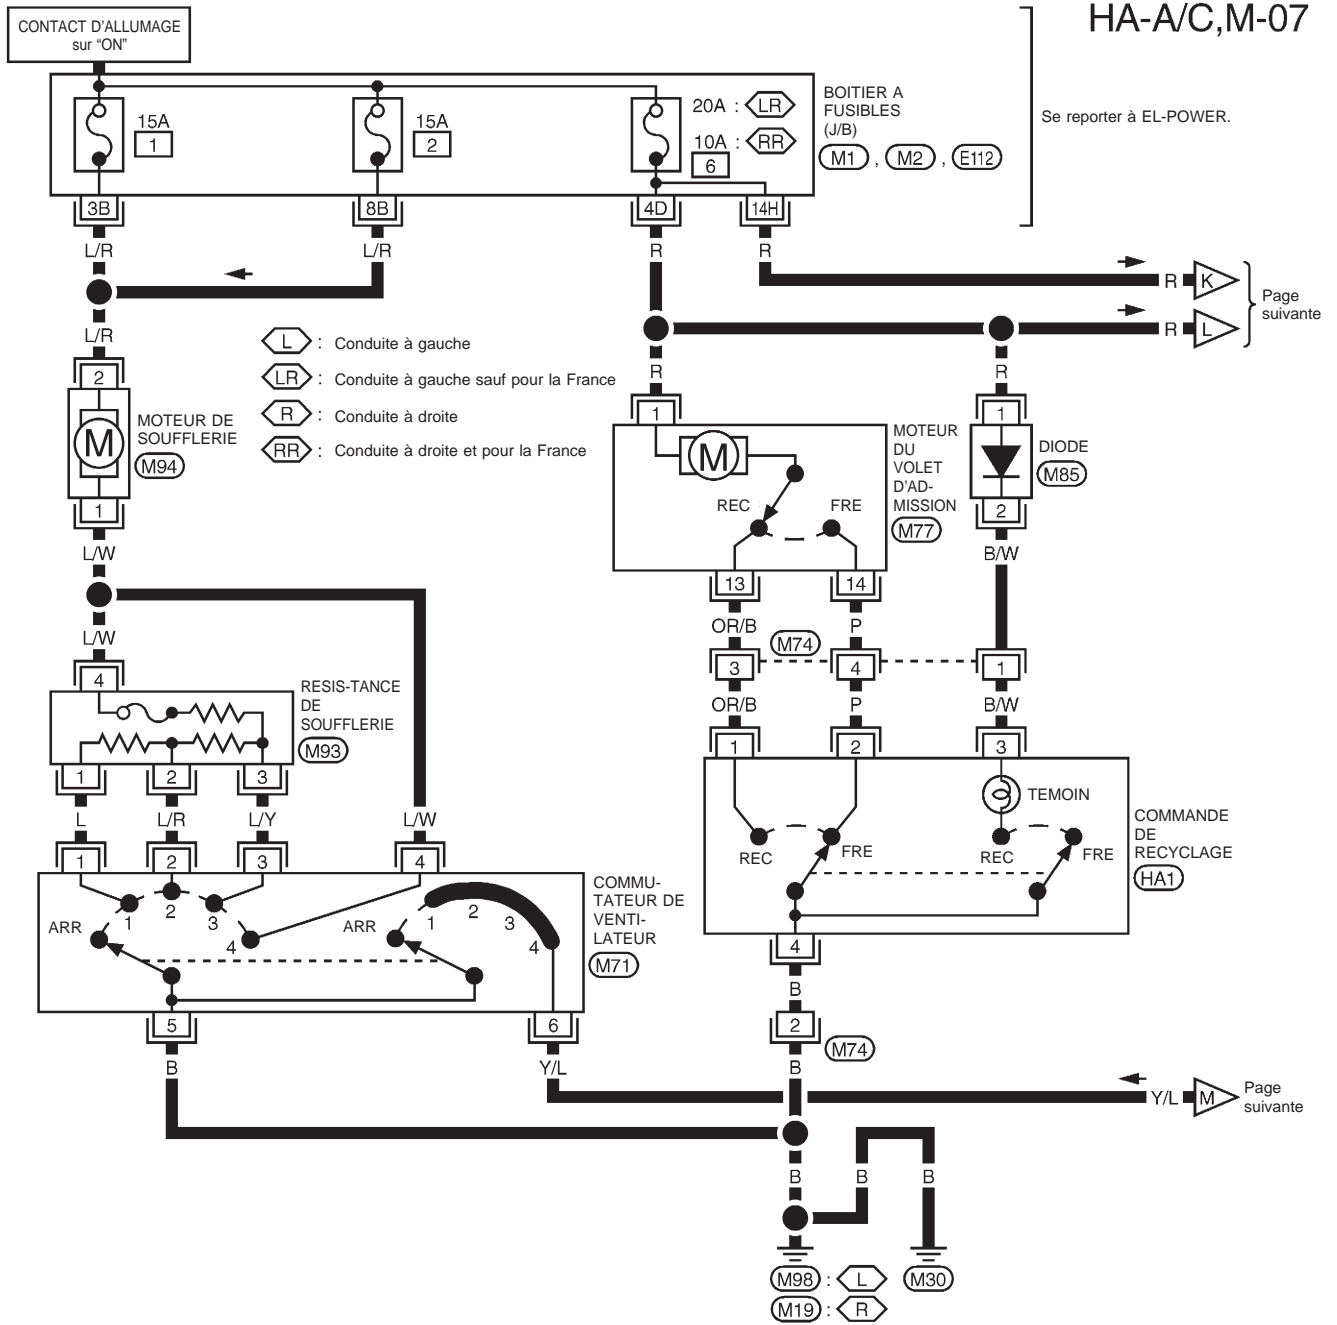 HA-A/C,M-07
CONTACT D'ALLUMAGE
sur “ON”
15A
1
15A
2
20A : LR
10A : RR
6
BOITIER A
FUSIBLES
(J/B)
M1 , M2 , E112
Se reporter à EL-POWER.
3B
8B
4D
14H
L/R
L/R
R
R
R
K
R
L
Page
suivante
L/R
L : Conduite à gauche
LR : Conduite à gauche sauf pour la France
R : Conduite à droite
RR : Conduite à droite et pour la France
R
R
2
M
MOTEUR DE
SOUFFLERIE
M94
1
1
M
REC
FRE
MOTEUR
DU
VOLET
D'AD-
MISSION
M77
1
DIODE
M85
2
L/W
B/W
13
14
OR/B
P
L/W
M74
3
4
1
OR/B
P
B/W
4
RESIS-TANCE
DE
SOUFFLERIE
M93
1
2
3
1
2
3
L
L/R
L/Y
L/W
TEMOIN
REC
FRE
REC
FRE
COMMANDE
DE
RECYCLAGE
HA1
1
2
3
4
ARR
1
2
3
4
ARR
1
2
3
4
COMMU-
TATEUR DE
VENTI-
LATEUR
M71
4
B
5
6
2
M74
B
Y/L
B
Y/L
M
Page
suivante
B
B
B
M98 : L
M30
M19 : R